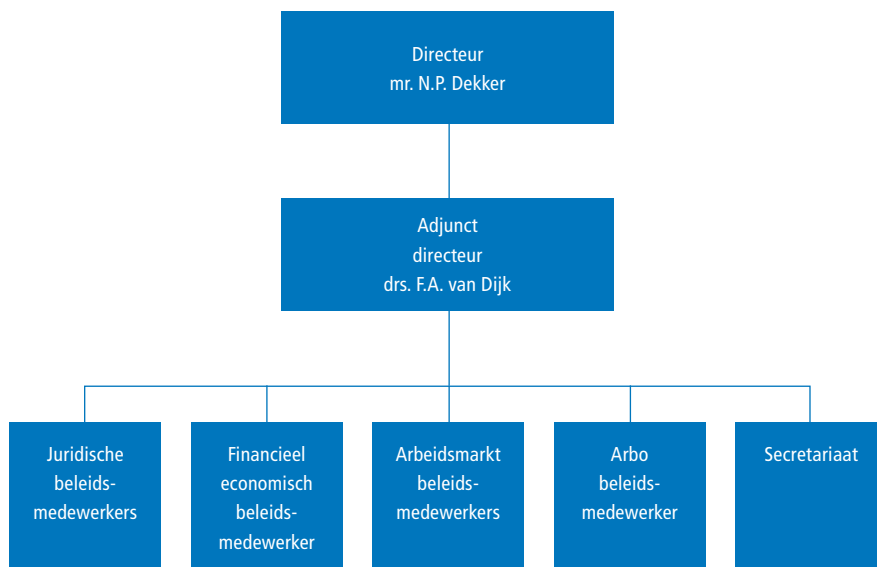 Directeur
mr. N.P. Dekker
Adjunct
directeur
drs. F.A. van Dijk
Juridische
beleids-
medewerkers
Financieel
economisch
beleids-
medewerker
Arbeidsmarkt
beleids-
medewerkers
Arbo
beleids-
medewerker
Secretariaat